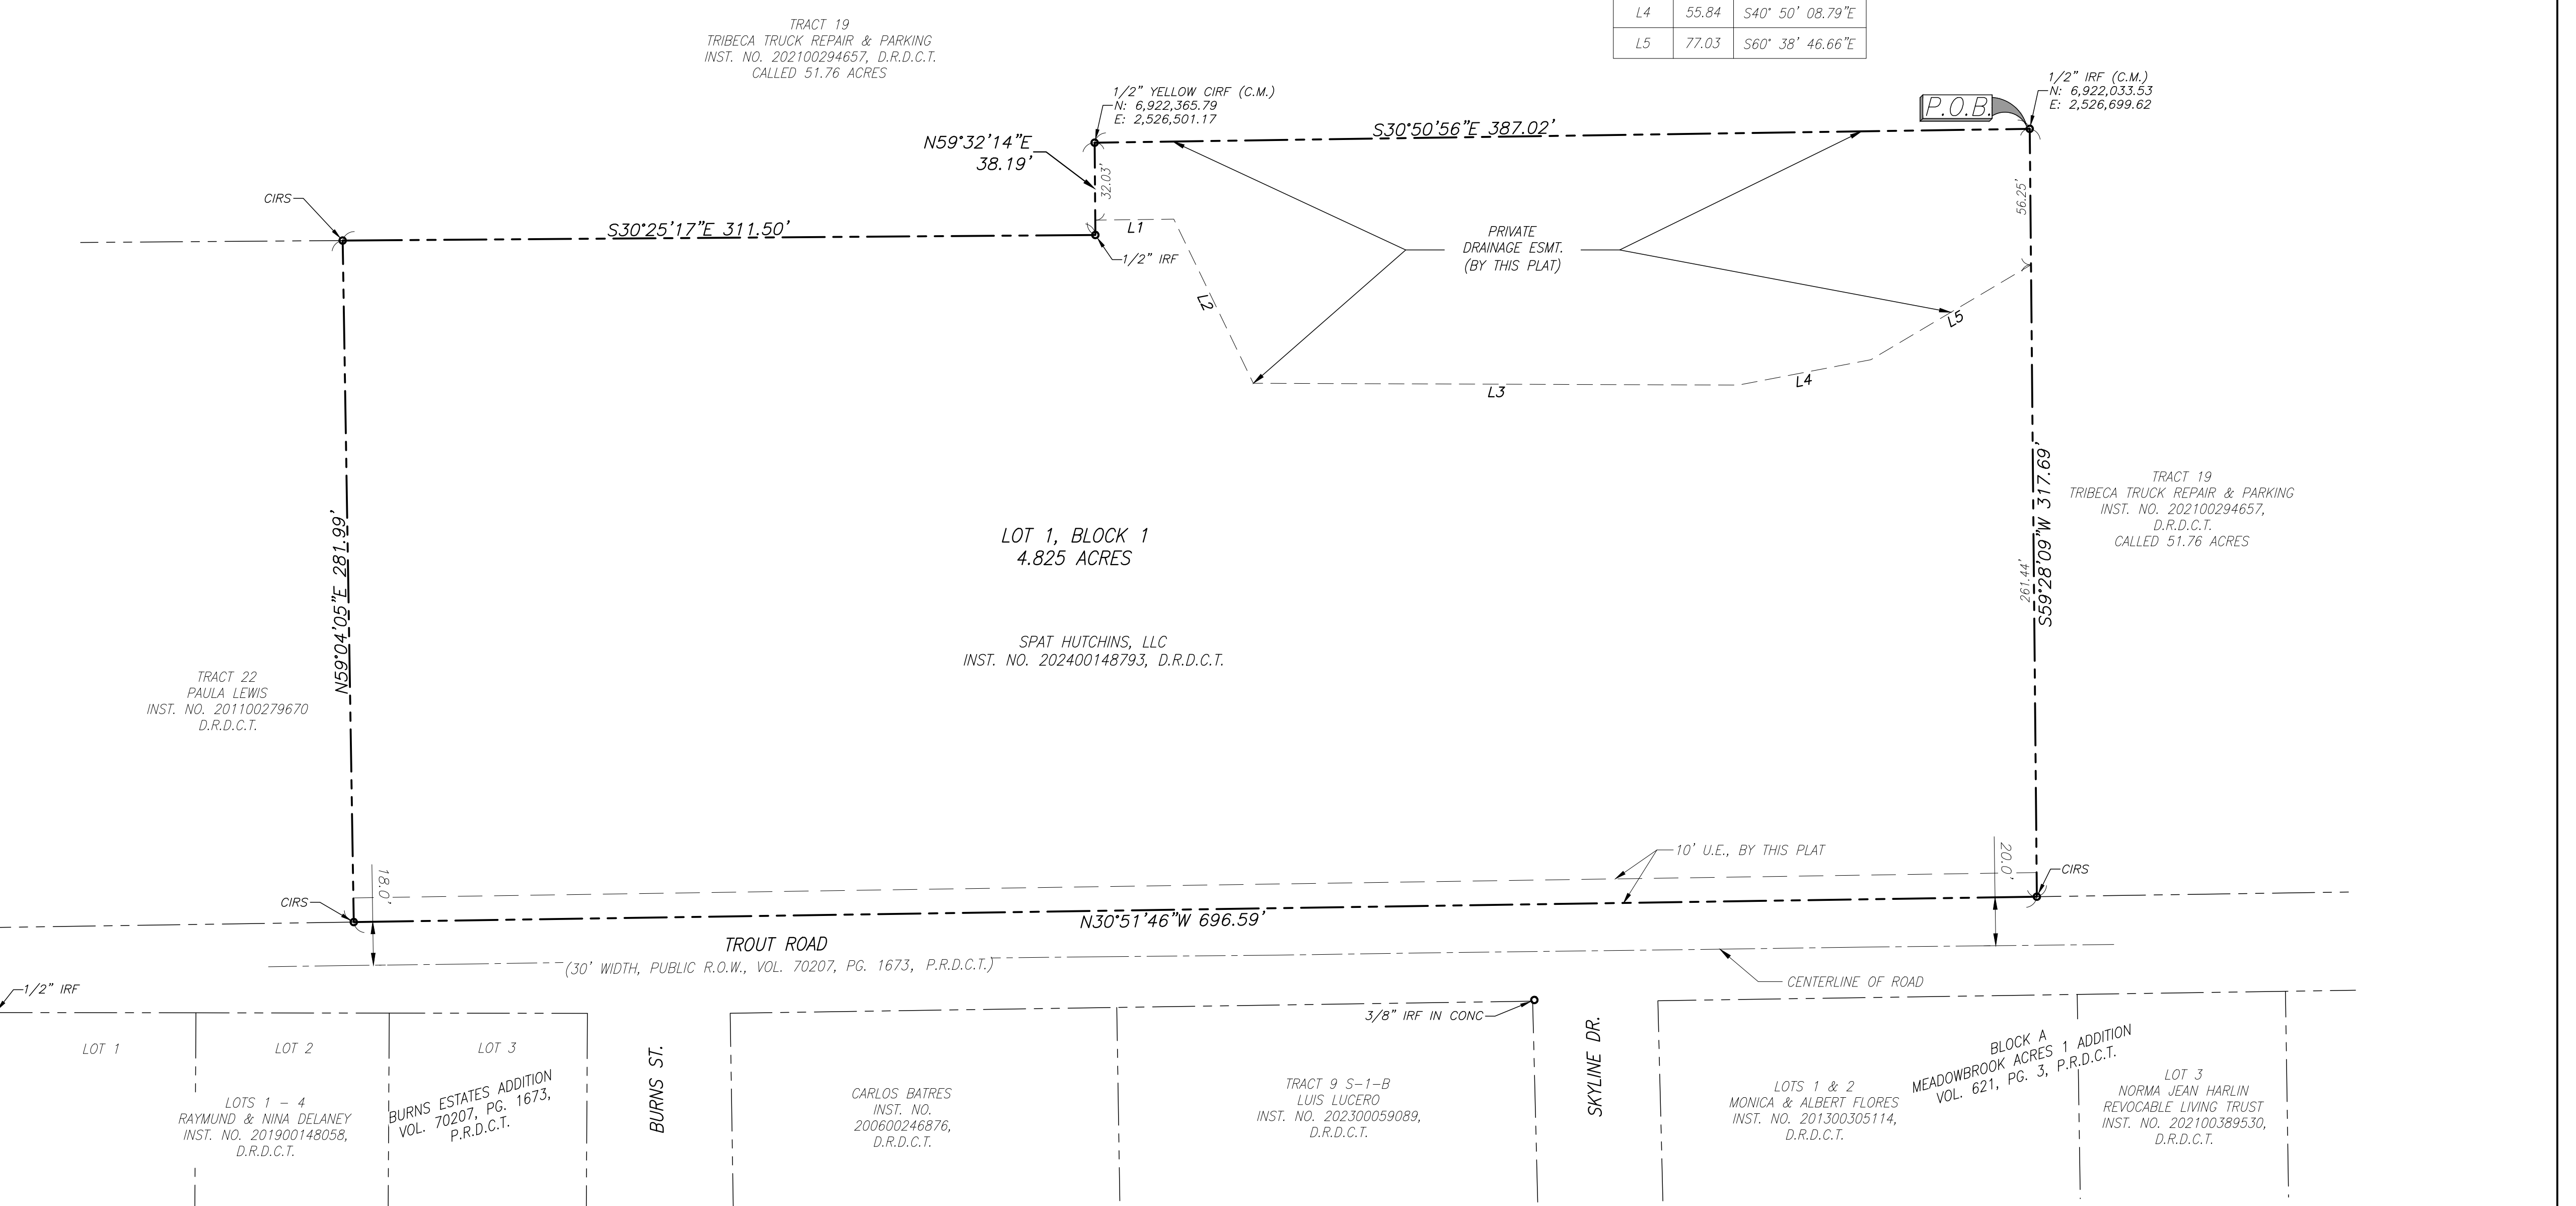 TRACT 19
TRIBECA TRUCK REPAIR & PARKING
INST. NO. 202100294657, D.R.D.C.T.
CALLED 51.76 ACRES
L4 55.84 S40° 50' 08.79"E
L5 77.03 S60° 38' 46.66"E
1/2" YELLOW CIRF (C.M.)
N: 6,922,365.79
E: 2,526,501.17
1/2" IRF (C.M.)
N: 6,922,033.53
E: 2,526,699.62
P.O.B.
S30°50'56"E 387.02'
N59°32'14"E
38.19'
32.03'
56.25'
CIRS
S30°25'17"E 311.50'
L1
1/2" IRF
PRIVATE
DRAINAGE ESMT.
(BY THIS PLAT)
L2
L5
L4
L3
N59°04'05"E 281.99'
LOT 1, BLOCK 1
4.825 ACRES
SPAT HUTCHINS, LLC
INST. NO. 202400148793, D.R.D.C.T.
261.44'
S59°28'09"W 317.69'
TRACT 19
TRIBECA TRUCK REPAIR & PARKING
INST. NO. 202100294657,
D.R.D.C.T.
CALLED 51.76 ACRES
TRACT 22
PAULA LEWIS
INST. NO. 201100279670
D.R.D.C.T.
10' U.E., BY THIS PLAT
18.0'
20.0'
CIRS
CIRS
N30°51'46"W 696.59'
TROUT ROAD
(30' WIDTH, PUBLIC R.O.W., VOL. 70207, PG. 1673, P.R.D.C.T.)
CENTERLINE OF ROAD
1/2" IRF
3/8" IRF IN CONC
LOT 1
LOT 2
LOT 3
LOTS 1 - 4
RAYMUND & NINA DELANEY
INST. NO. 201900148058,
D.R.D.C.T.
BURNS ESTATES ADDITION
VOL. 70207, PG. 1673,
P.R.D.C.T.
BURNS ST.
CARLOS BATRES
INST. NO.
200600246876,
D.R.D.C.T.
TRACT 9 S-1-B
LUIS LUCERO
INST. NO. 202300059089,
D.R.D.C.T.
SKYLINE DR.
LOTS 1 & 2
MONICA & ALBERT FLORES
INST. NO. 201300305114,
D.R.D.C.T.
BLOCK A
MEADOWBROOK ACRES 1 ADDITION
VOL. 621, PG. 3, P.R.D.C.T.
LOT 3
NORMA JEAN HARLIN
REVOCABLE LIVING TRUST
INST. NO. 202100389530,
D.R.D.C.T.